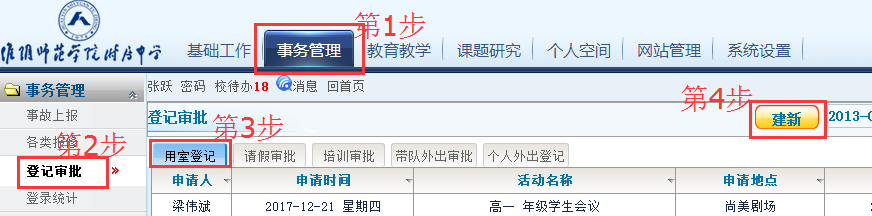 第1步
淮阴师范学院附属中学
基础工作 事务管理 教育教学 课题研究 个人空间 网站管理 系统设置
事务管理
张跃 密码 校待办18 消息 回首页
事故上报
登记审批
第4步
建新
2013-0
各类报
第2步
第3步
用室登记 请假审批 培训审批 带队外出审批 个人外出登记
登记审批 »
申请人 申请时间 活动名称 申请地点
登录统计
梁伟斌 2017-12-21 星期四 高一 年级学生会议 尚美剧场